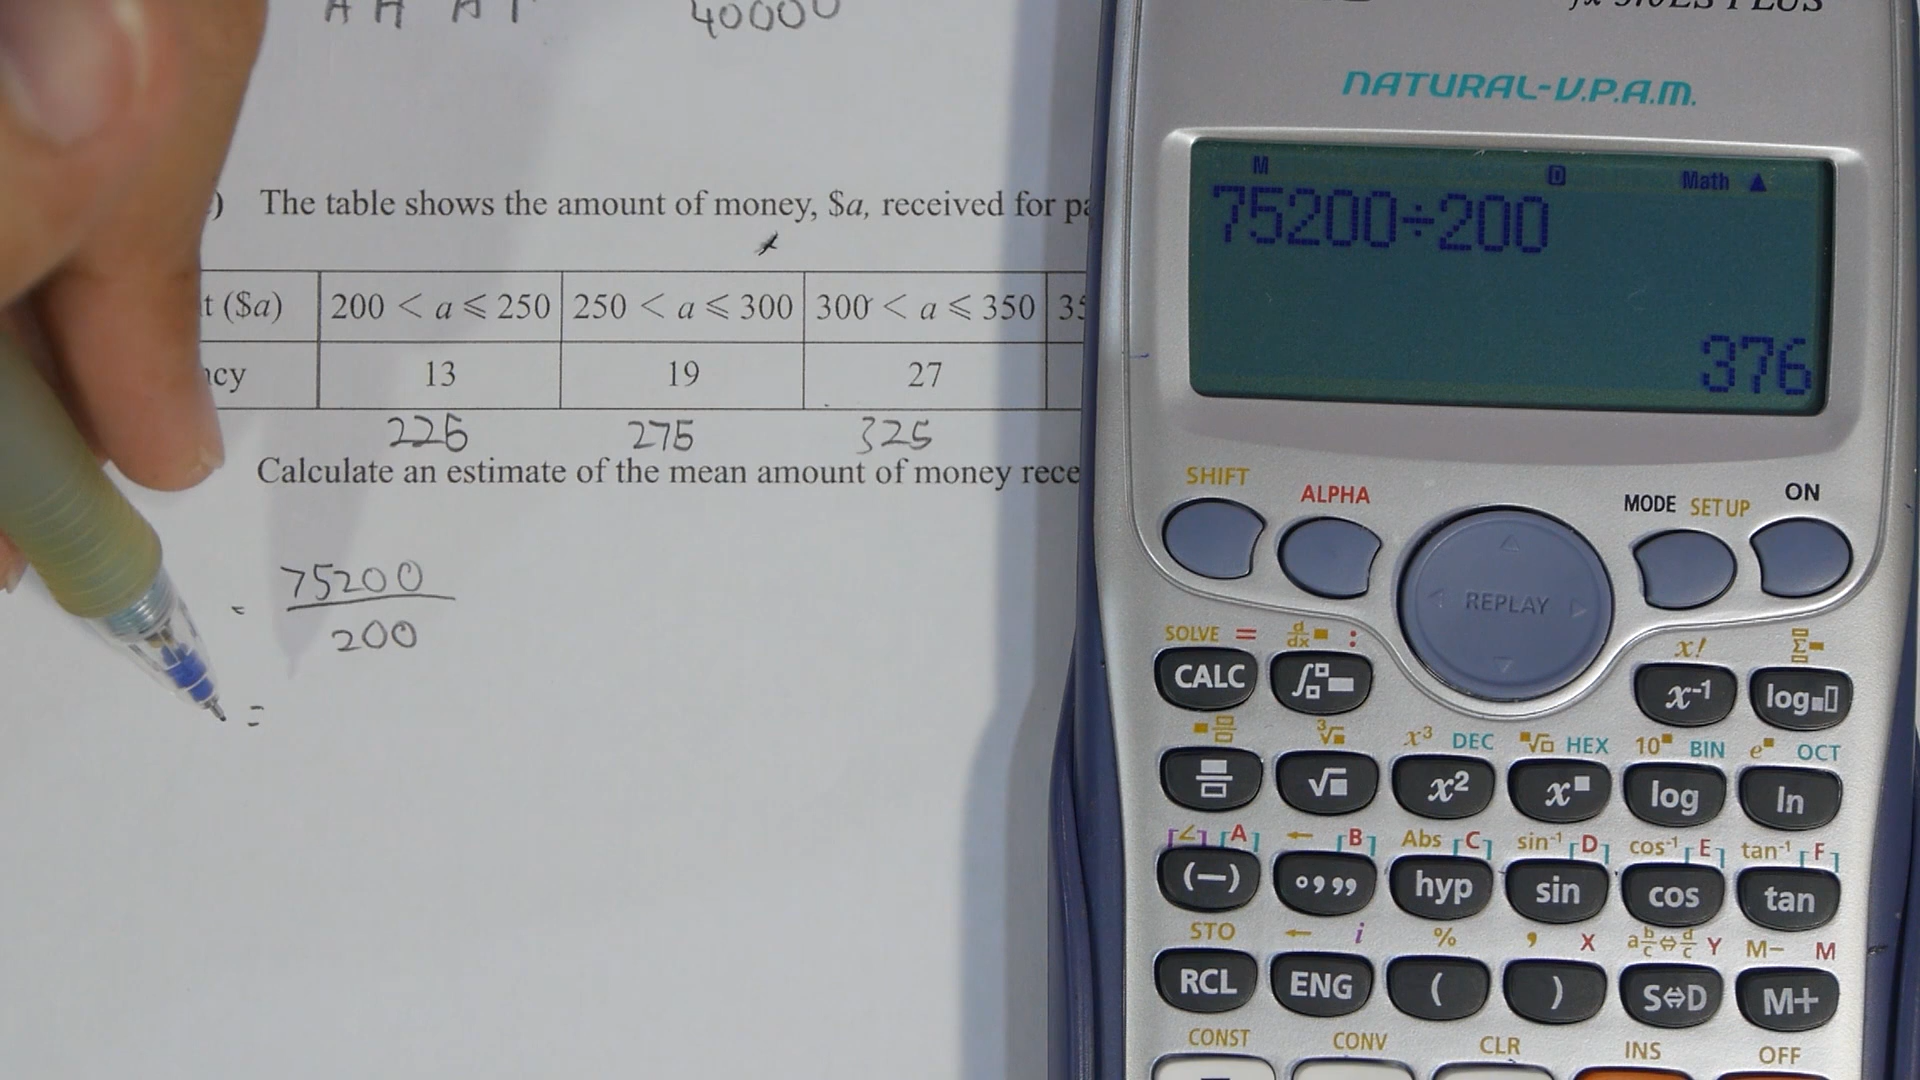 40000
NATURAL-V.P.A.M.
M D Math ▲
75200÷200
376
) The table shows the amount of money, $a, received for pa
t ($a) 200 < a ⩽ 250 250 < a ⩽ 300 300 < a ⩽ 350 35
ncy 13 19 27
225 275 325
Calculate an estimate of the mean amount of money rece
= 75200
200
=
SHIFT ALPHA MODE SETUP ON
REPLAY
SOLVE = d/dx■ : x! Σ
CALC ∫ x⁻¹ log
³√ x³ DEC ■√□ HEX 10■ BIN e■ OCT
√■ x² x■ log ln
∠ A ← B Abs C sin⁻¹ D cos⁻¹ E tan⁻¹ F
(−) °,,, hyp sin cos tan
STO ← i % , X a b/c⇔d/c Y M− M
RCL ENG ( ) S⇔D M+
CONST CONV CLR INS OFF